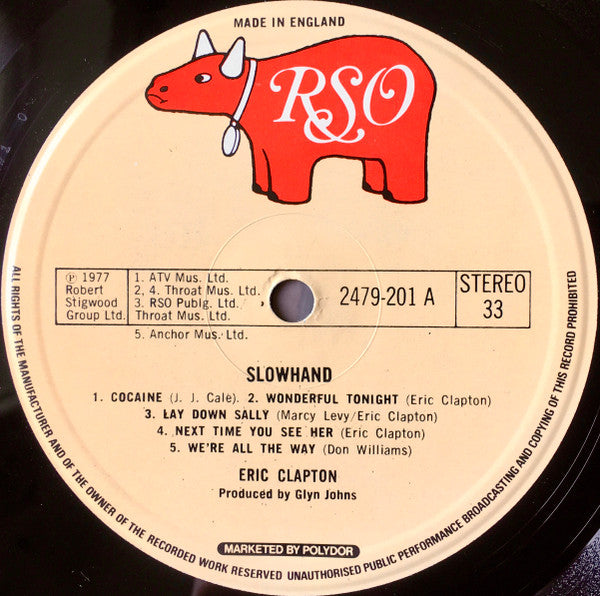 MADE IN ENGLAND
RSO
℗ 1977
Robert
Stigwood
Group Ltd.
1. ATV Mus. Ltd.
2, 4. Throat Mus. Ltd.
3. RSO Publg. Ltd.
Throat Mus. Ltd.
5. Anchor Mus. Ltd.
2479-201 A
STEREO
33
SLOWHAND
1. COCAINE (J. J. Cale). 2. WONDERFUL TONIGHT (Eric Clapton)
3. LAY DOWN SALLY (Marcy Levy/Eric Clapton)
4. NEXT TIME YOU SEE HER (Eric Clapton)
5. WE'RE ALL THE WAY (Don Williams)
ERIC CLAPTON
Produced by Glyn Johns
MARKETED BY POLYDOR
ALL RIGHTS OF THE MANUFACTURER AND OF THE OWNER OF THE RECORDED WORK RESERVED UNAUTHORISED PUBLIC PERFORMANCE BROADCASTING AND COPYING OF THIS RECORD PROHIBITED